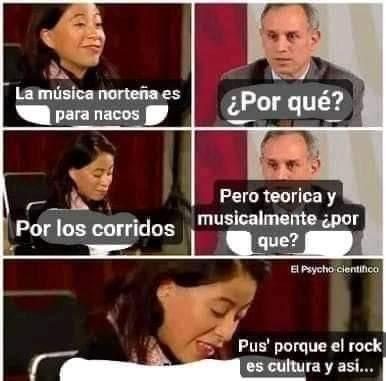 La música norteña es
para nacos
¿Por qué?
Por los corridos
Pero teorica y
musicalmente ¿por
que?
El Psycho científico
Pus' porque el rock
es cultura y asi...